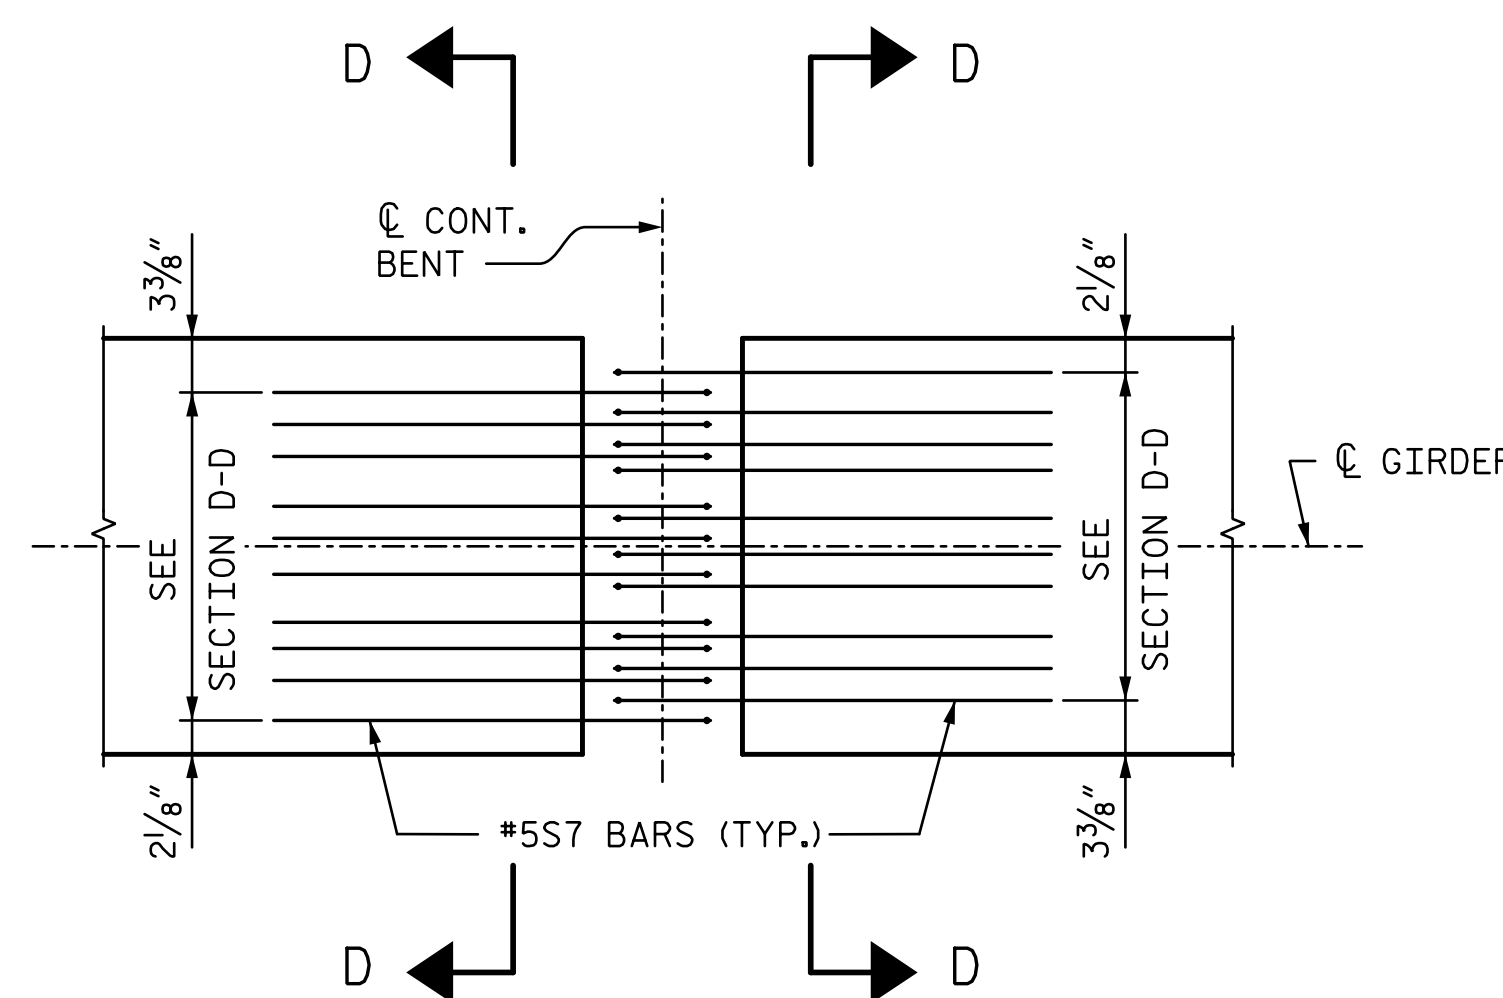 D
D
℄ CONT.
BENT
3⅜"
2⅛"
SEE
SECTION D-D
SEE
SECTION D-D
℄ GIRDER
2⅛"
#5S7 BARS (TYP.)
3⅜"
D
D